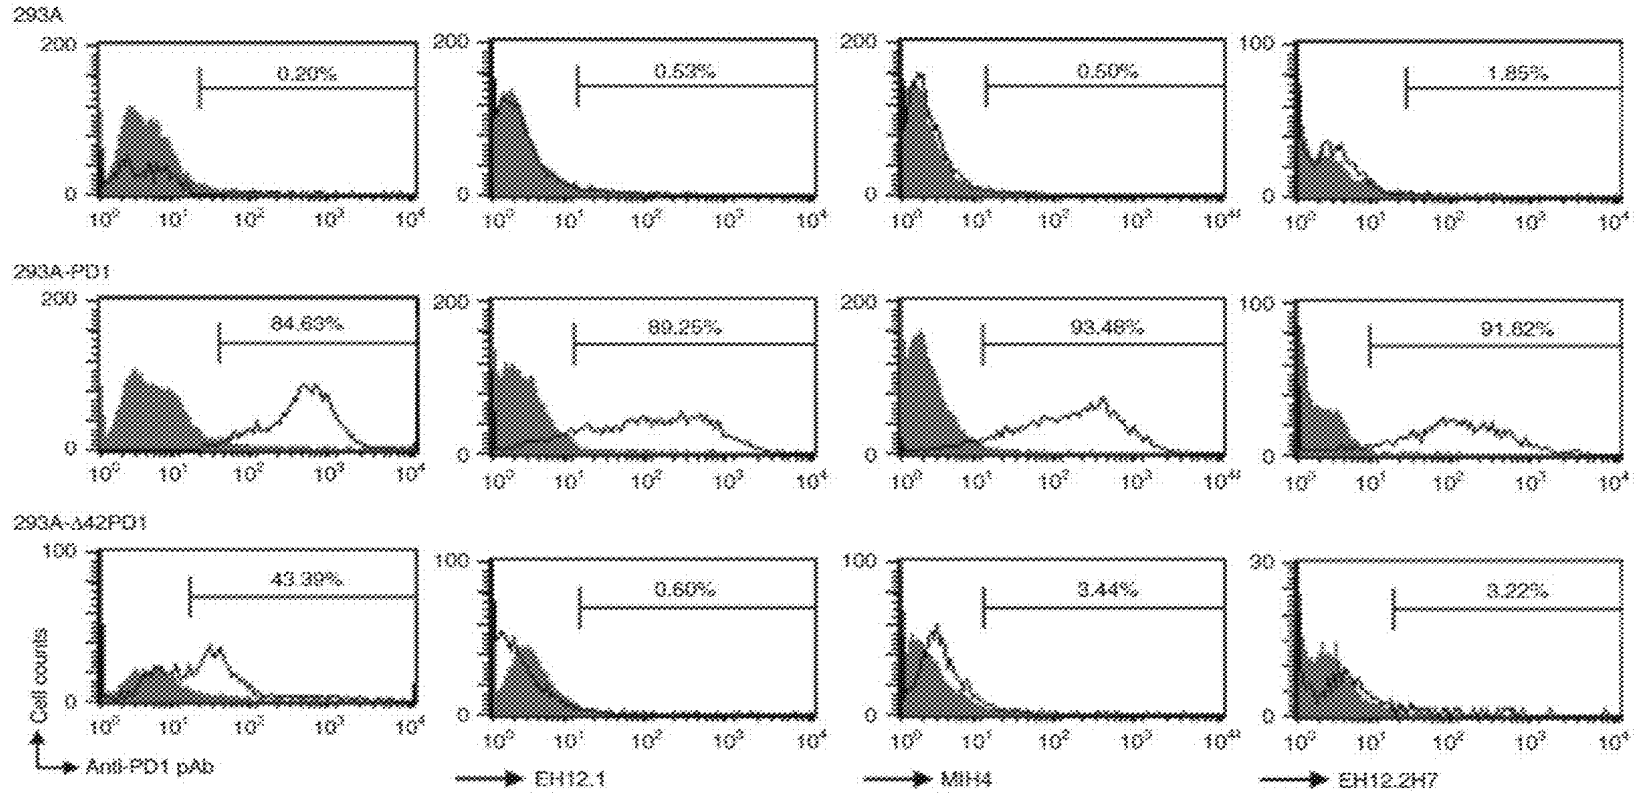 293A
200 0.20% 0 10⁰ 10¹ 10² 10³ 10⁴
200 0.53% 0 10⁰ 10¹ 10² 10³ 10⁴
200 0.50% 0 10⁰ 10¹ 10² 10³
100 1.85% 0 10⁰ 10¹ 10² 10³ 10⁴
293A-PD1
200 84.63% 0 10⁰ 10¹ 10² 10³ 10⁴
200 89.25% 0 10⁰ 10¹ 10² 10³ 10⁴
200 93.49% 0 10⁰ 10¹ 10² 10³
100 91.62% 0 10⁰ 10¹ 10² 10³ 10⁴
293A-Δ42PD1
100 43.39% 0 10⁰ 10¹ 10² 10³ 10⁴
100 0.60% 0 10⁰ 10¹ 10² 10³ 10⁴
100 3.44% 0 10⁰ 10¹ 10² 10³
30 3.22% 0 10⁰ 10¹ 10² 10³ 10⁴
Cell counts
Anti-PD1 pAb
EH12.1
MIH4
EH12.2H7